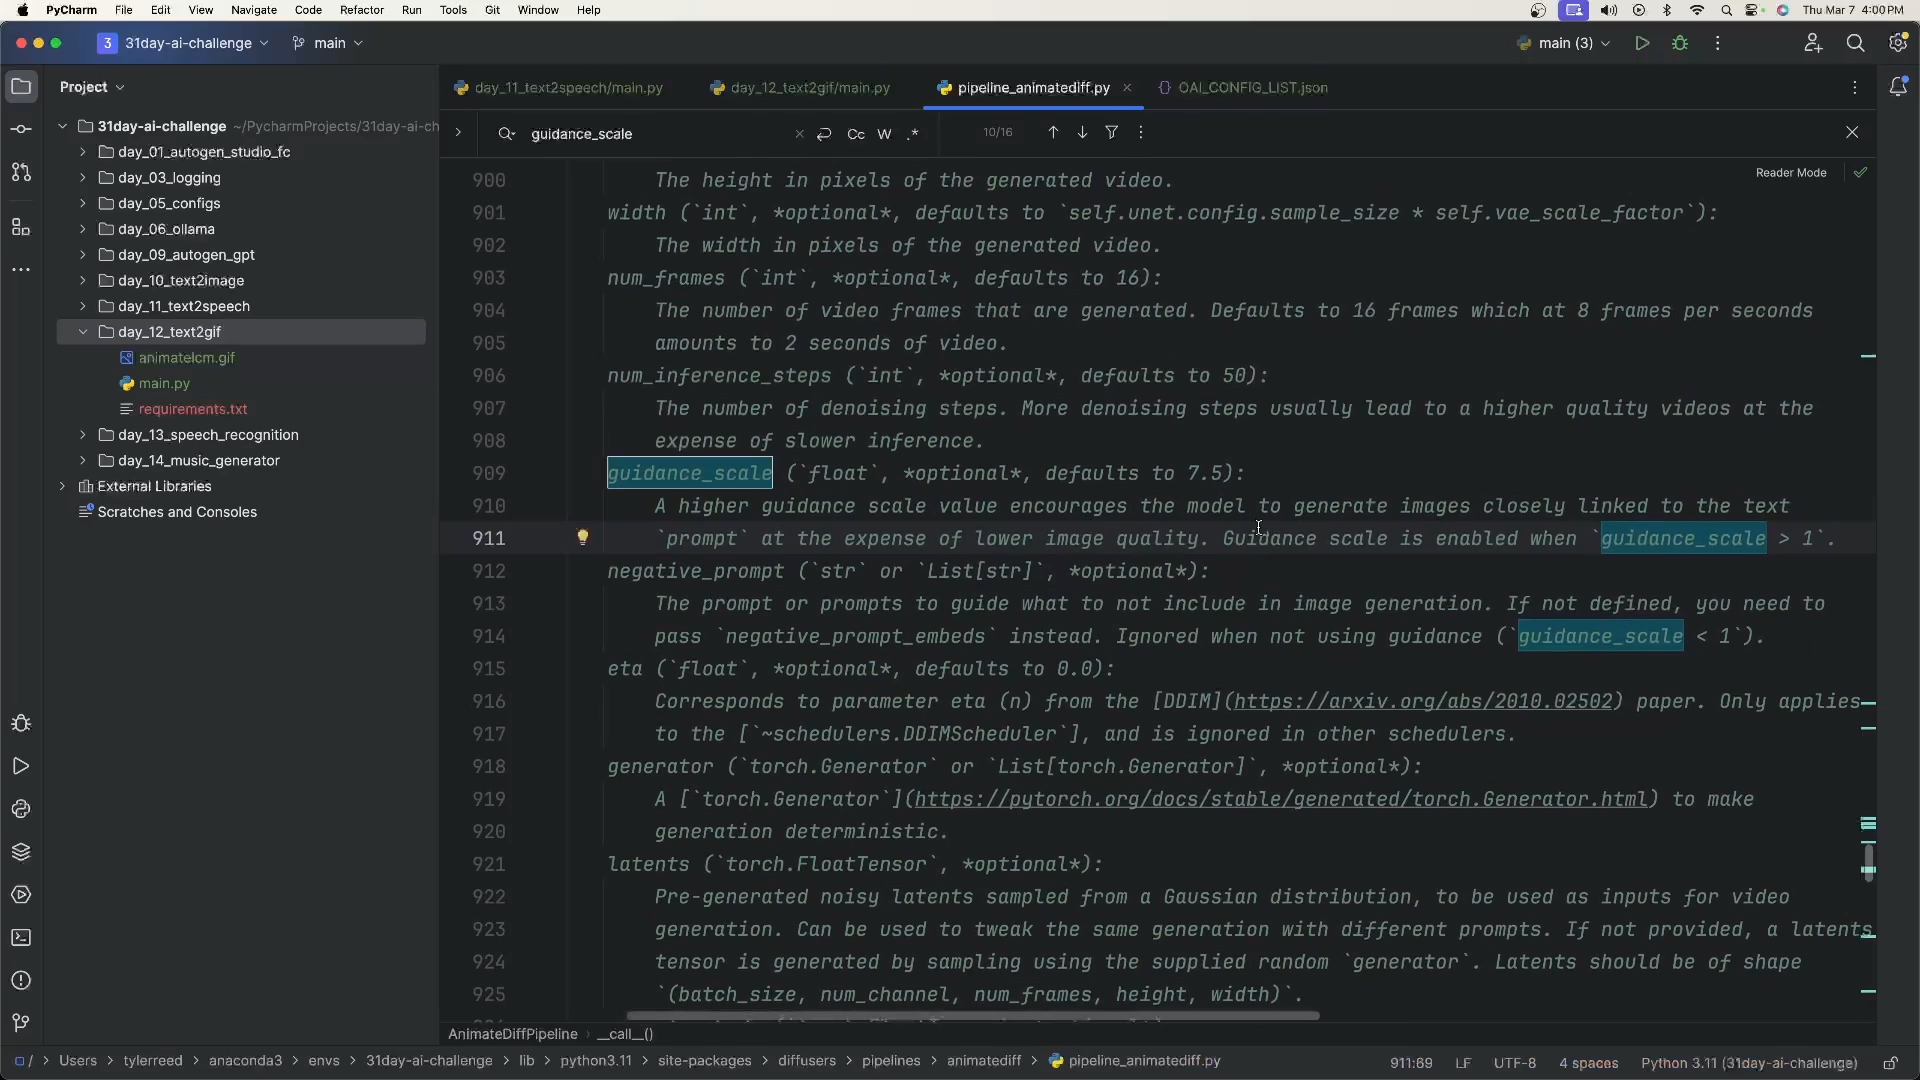 PyCharm File Edit View Navigate Code Refactor Run Tools Git Window Help Thu Mar 7 4:00 PM
3 31day-ai-challenge main main (3)
Project
31day-ai-challenge ~/PycharmProjects/31day-ai-ch
day_01_autogen_studio_fc
day_03_logging
day_05_configs
day_06_ollama
day_09_autogen_gpt
day_10_text2image
day_11_text2speech
day_12_text2gif
animatelcm.gif
main.py
requirements.txt
day_13_speech_recognition
day_14_music_generator
External Libraries
Scratches and Consoles
day_11_text2speech/main.py day_12_text2gif/main.py pipeline_animatediff.py OAI_CONFIG_LIST.json
guidance_scale Cc W .* 10/16
Reader Mode
900 The height in pixels of the generated video.
901 width (`int`, *optional*, defaults to `self.unet.config.sample_size * self.vae_scale_factor`):
902 The width in pixels of the generated video.
903 num_frames (`int`, *optional*, defaults to 16):
904 The number of video frames that are generated. Defaults to 16 frames which at 8 frames per seconds
905 amounts to 2 seconds of video.
906 num_inference_steps (`int`, *optional*, defaults to 50):
907 The number of denoising steps. More denoising steps usually lead to a higher quality videos at the
908 expense of slower inference.
909 guidance_scale (`float`, *optional*, defaults to 7.5):
910 A higher guidance scale value encourages the model to generate images closely linked to the text
911 `prompt` at the expense of lower image quality. Guidance scale is enabled when `guidance_scale > 1`.
912 negative_prompt (`str` or `List[str]`, *optional*):
913 The prompt or prompts to guide what to not include in image generation. If not defined, you need to
914 pass `negative_prompt_embeds` instead. Ignored when not using guidance (`guidance_scale < 1`).
915 eta (`float`, *optional*, defaults to 0.0):
916 Corresponds to parameter eta (η) from the [DDIM](https://arxiv.org/abs/2010.02502) paper. Only applies
917 to the [`~schedulers.DDIMScheduler`], and is ignored in other schedulers.
918 generator (`torch.Generator` or `List[torch.Generator]`, *optional*):
919 A [`torch.Generator`](https://pytorch.org/docs/stable/generated/torch.Generator.html) to make
920 generation deterministic.
921 latents (`torch.FloatTensor`, *optional*):
922 Pre-generated noisy latents sampled from a Gaussian distribution, to be used as inputs for video
923 generation. Can be used to tweak the same generation with different prompts. If not provided, a latents
924 tensor is generated by sampling using the supplied random `generator`. Latents should be of shape
925 `(batch_size, num_channel, num_frames, height, width)`.
AnimateDiffPipeline > __call__()
/ > Users > tylerreed > anaconda3 > envs > 31day-ai-challenge > lib > python3.11 > site-packages > diffusers > pipelines > animatediff > pipeline_animatediff.py 911:69 LF UTF-8 4 spaces Python 3.11 (31day-ai-challenge)